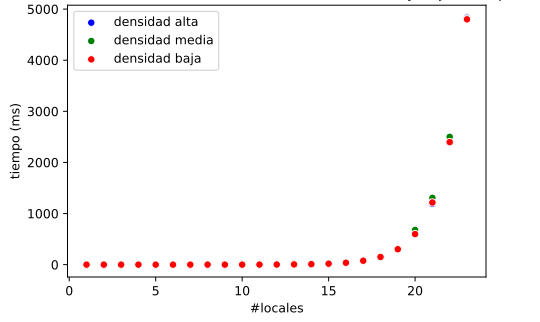 5000
4000
3000
2000
1000
0
tiempo (ms)
densidad alta
densidad media
densidad baja
0 5 10 15 20
#locales